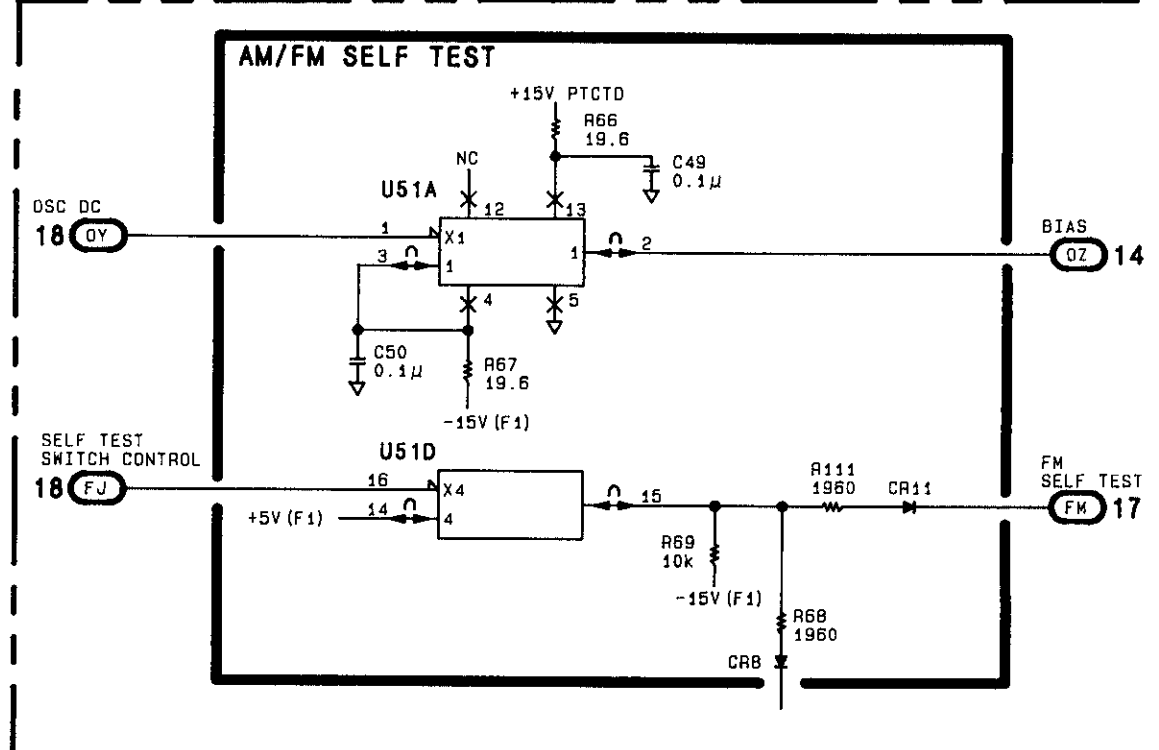 AM/FM SELF TEST
+15V PTCTD
R66
19.6
NC
C49
0.1µ
U51A
12
13
OSC DC
18 OY
1
X1
3
1
1
2
BIAS
OZ 14
4
5
C50
0.1µ
R67
19.6
-15V(F1)
SELF TEST
SWITCH CONTROL
18 FJ
U51D
16
X4
+5V(F1)
14
4
15
R111
1960
CR11
FM
SELF TEST
FM 17
R69
10k
-15V(F1)
R68
1960
CR8